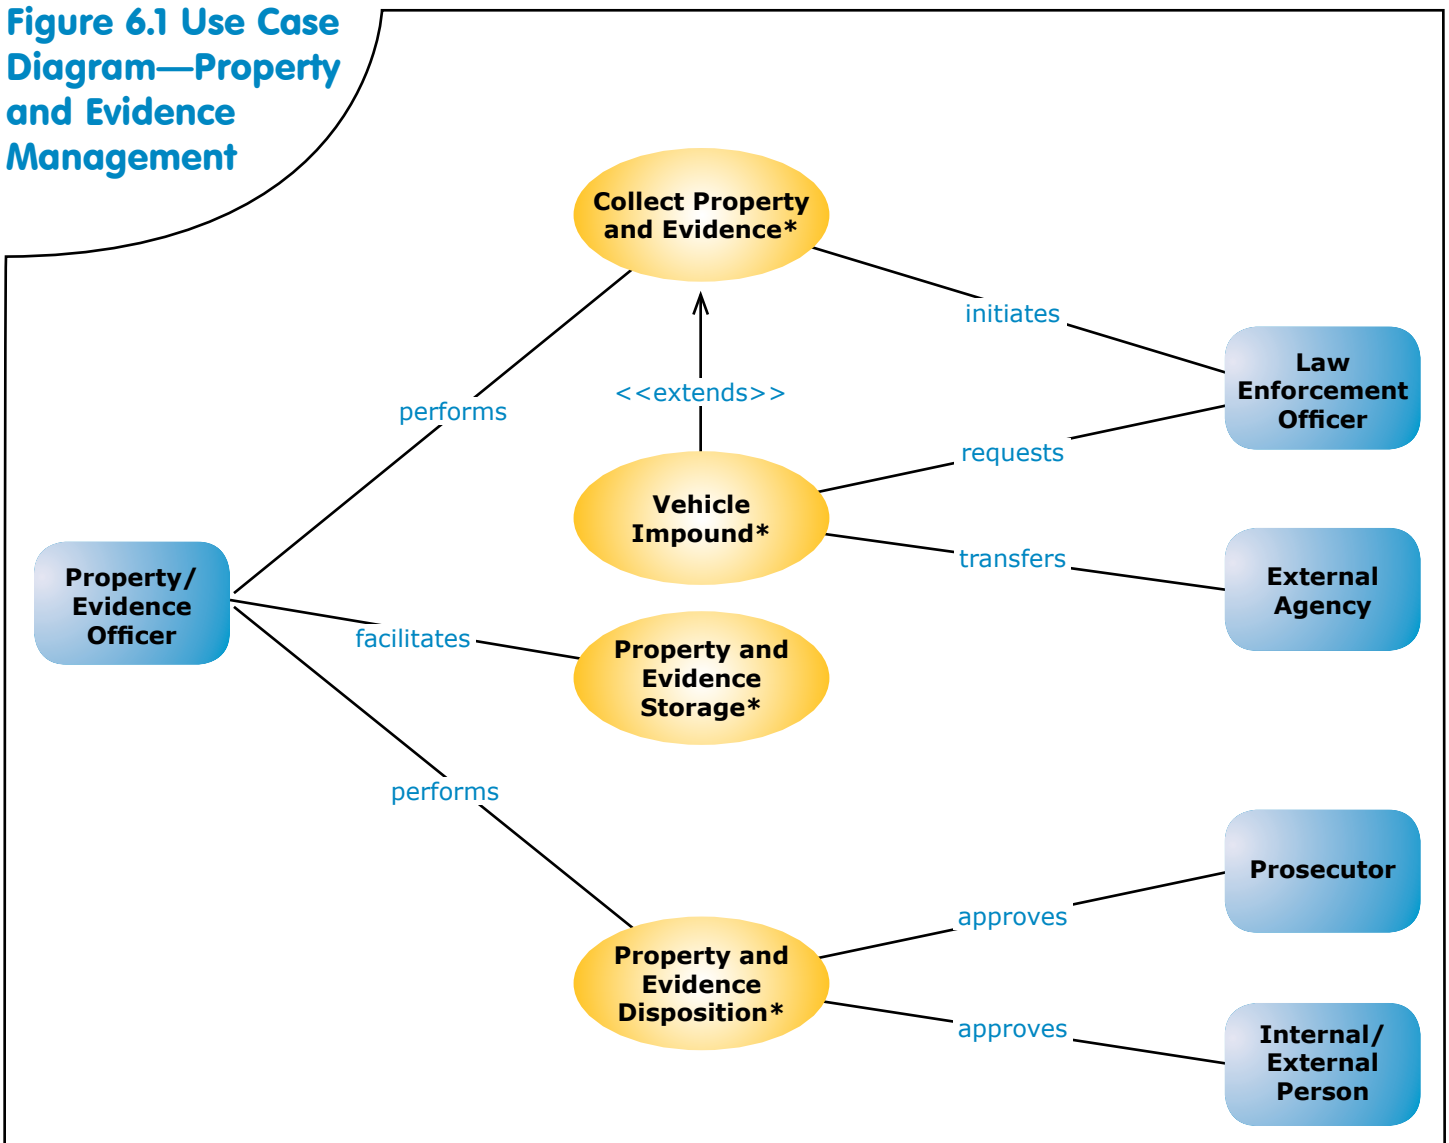 Figure 6.1 Use Case
Diagram—Property
and Evidence
Management
Collect Property
and Evidence*
initiates
Law
Enforcement
Officer
<<extends>>
performs
requests
Vehicle
Impound*
transfers
External
Agency
Property/
Evidence
Officer
facilitates
Property and
Evidence
Storage*
performs
Prosecutor
approves
Property and
Evidence
Disposition*
approves
Internal/
External
Person